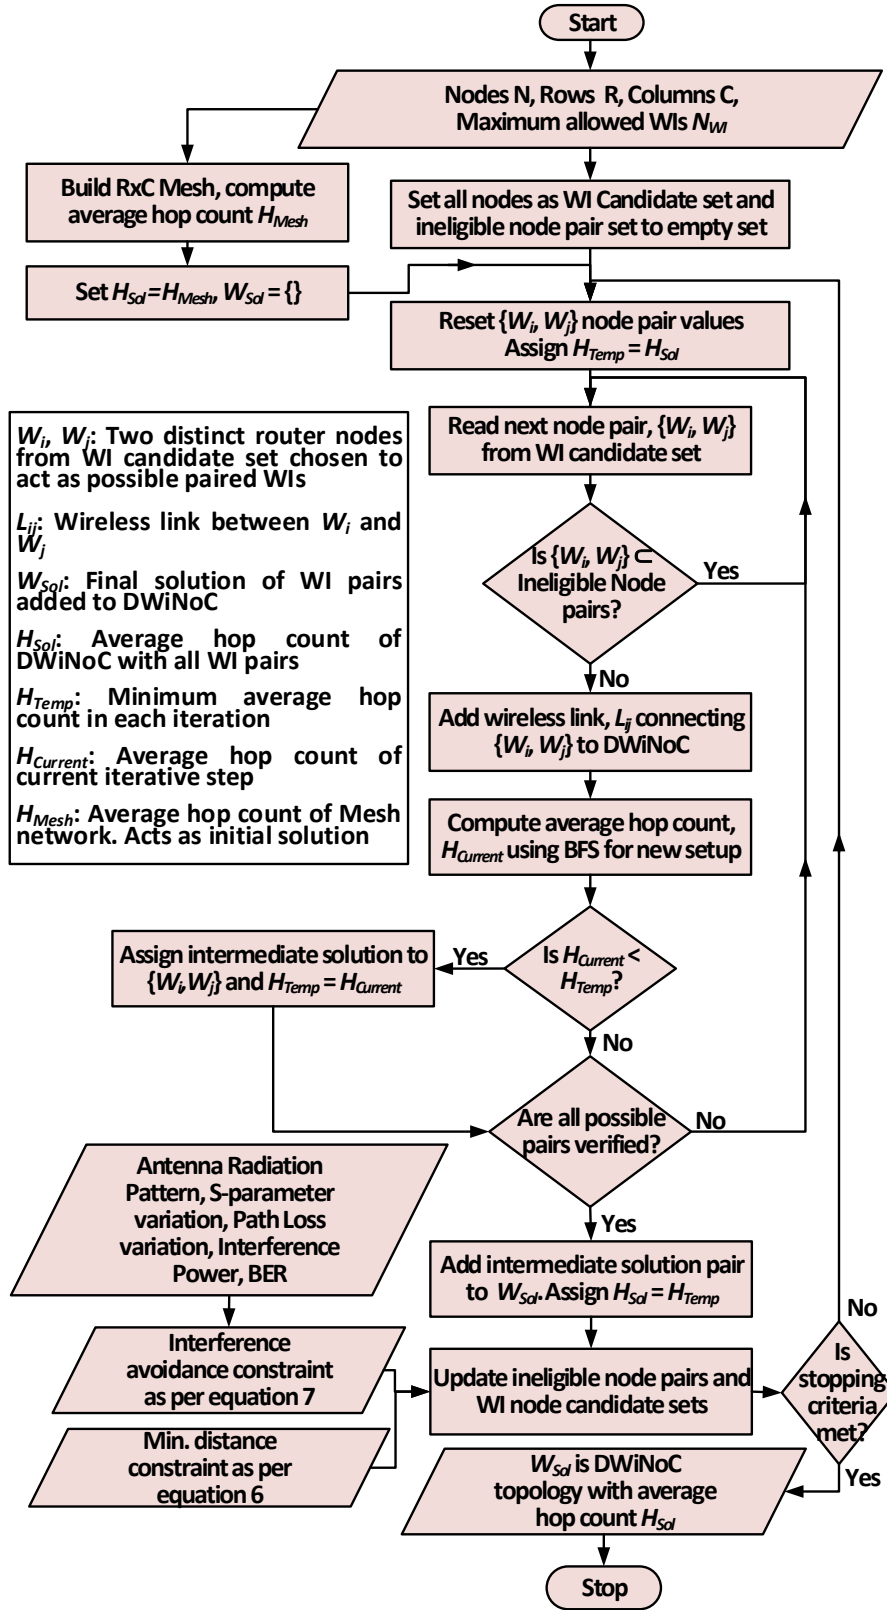 Start
Nodes N, Rows R, Columns C,
Maximum allowed WIs N_WI
Build RxC Mesh, compute
average hop count H_Mesh
Set all nodes as WI Candidate set and
ineligible node pair set to empty set
Set H_Sol = H_Mesh, W_Sol = {}
Reset {W_i, W_j} node pair values
Assign H_Temp = H_Sol
W_i, W_j: Two distinct router nodes
from WI candidate set chosen to
act as possible paired WIs
L_ij: Wireless link between W_i and
W_j
W_Sol: Final solution of WI pairs
added to DWiNoC
H_Sol: Average hop count of
DWiNoC with all WI pairs
H_Temp: Minimum average hop
count in each iteration
H_Current: Average hop count of
current iterative step
H_Mesh: Average hop count of Mesh
network. Acts as initial solution
Read next node pair, {W_i, W_j}
from WI candidate set
Is {W_i, W_j} ⊂
Ineligible Node
pairs?
Yes
No
Add wireless link, L_ij connecting
{W_i, W_j} to DWiNoC
Compute average hop count,
H_Current using BFS for new setup
Is H_Current <
H_Temp?
Yes
Assign intermediate solution to
{W_i, W_j} and H_Temp = H_Current
No
Are all possible
pairs verified?
No
Yes
Antenna Radiation
Pattern, S-parameter
variation, Path Loss
variation, Interference
Power, BER
Add intermediate solution pair
to W_Sol. Assign H_Sol = H_Temp
Interference
avoidance constraint
as per equation 7
Min. distance
constraint as per
equation 6
Update ineligible node pairs and
WI node candidate sets
No
Is
stopping
criteria
met?
Yes
W_Sol is DWiNoC
topology with average
hop count H_Sol
Stop